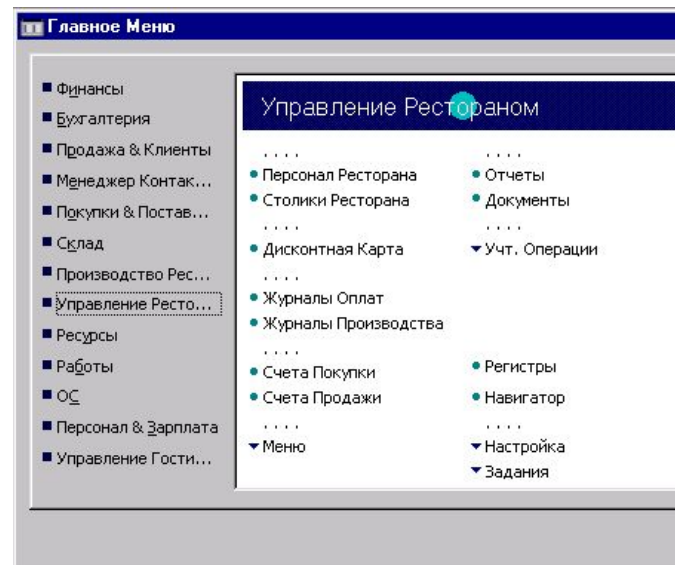 Главное Меню
Финансы
Бухгалтерия
Продажа & Клиенты
Менеджер Контак...
Покупки & Постав...
Склад
Производство Рес...
Управление Ресто...
Ресурсы
Работы
ОС
Персонал & Зарплата
Управление Гости...
Управление Рестораном
. . . .
Персонал Ресторана
Столики Ресторана
. . . .
Дисконтная Карта
. . . .
Журналы Оплат
Журналы Производства
. . . .
Счета Покупки
Счета Продажи
. . . .
Меню
. . . .
Отчеты
Документы
. . . .
Учт. Операции
Регистры
Навигатор
. . . .
Настройка
Задания